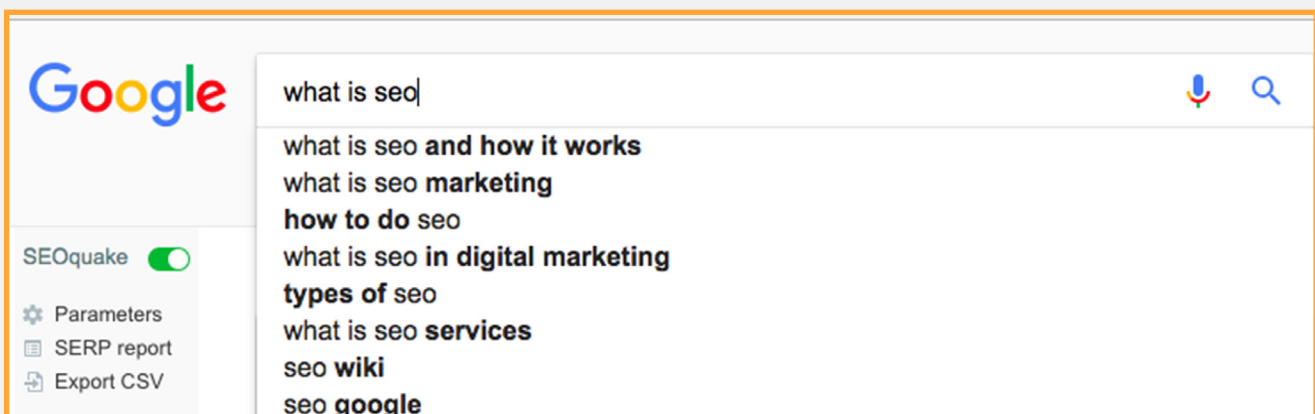 Google
what is seo
what is seo and how it works
what is seo marketing
how to do seo
what is seo in digital marketing
types of seo
what is seo services
seo wiki
seo google
SEOquake
Parameters
SERP report
Export CSV